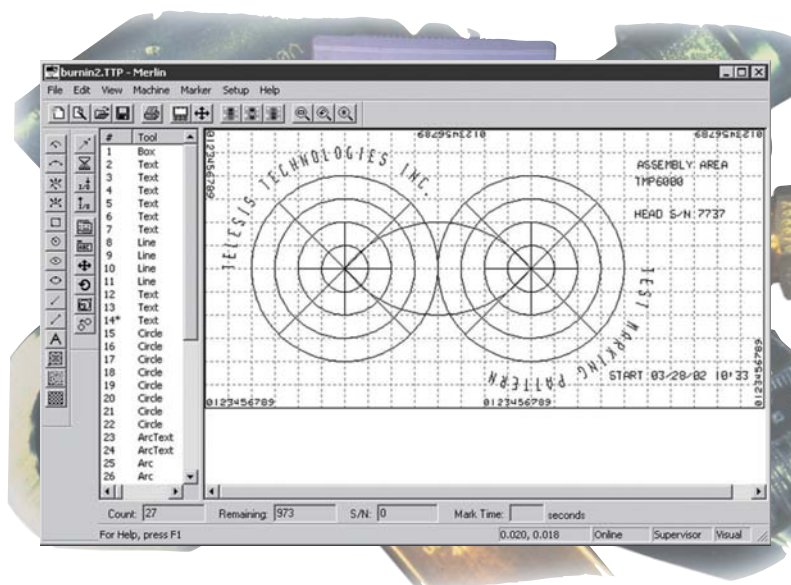 burnin2.TTP - Merlin
File Edit View Machine Marker Setup Help
# Tool
1 Box
2 Text
3 Text
4 Text
5 Text
6 Text
7 Text
8 Line
9 Line
10 Line
11 Line
12 Text
13 Text
14* Text
15 Circle
16 Circle
17 Circle
18 Circle
19 Circle
20 Circle
21 Circle
22 Circle
23 ArcText
24 ArcText
25 Arc
26 Arc
0123456789
0123456789
0123456789
TELESIS TECHNOLOGIES INC.
ASSEMBLY AREA
TMP6000
HEAD S/N:7737
TEST MARKING PATTERN
START 03/28/02 10:33
0123456789
0123456789
0123456789
Count: 27 Remaining: 973 S/N: 0 Mark Time: seconds
For Help, press F1 0.020, 0.018 Online Supervisor Visual